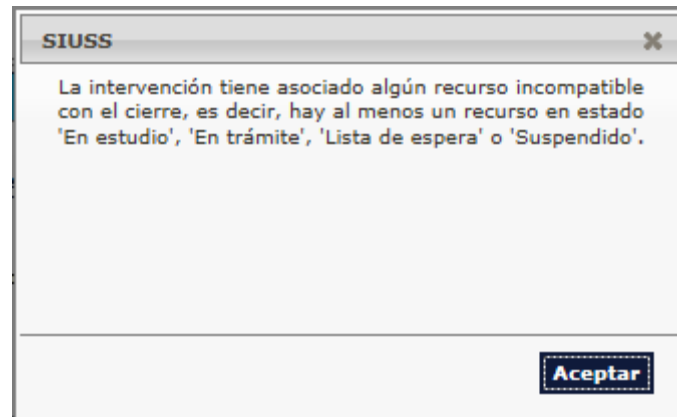 SIUSS
La intervención tiene asociado algún recurso incompatible
con el cierre, es decir, hay al menos un recurso en estado
'En estudio', 'En trámite', 'Lista de espera' o 'Suspendido'.
Aceptar